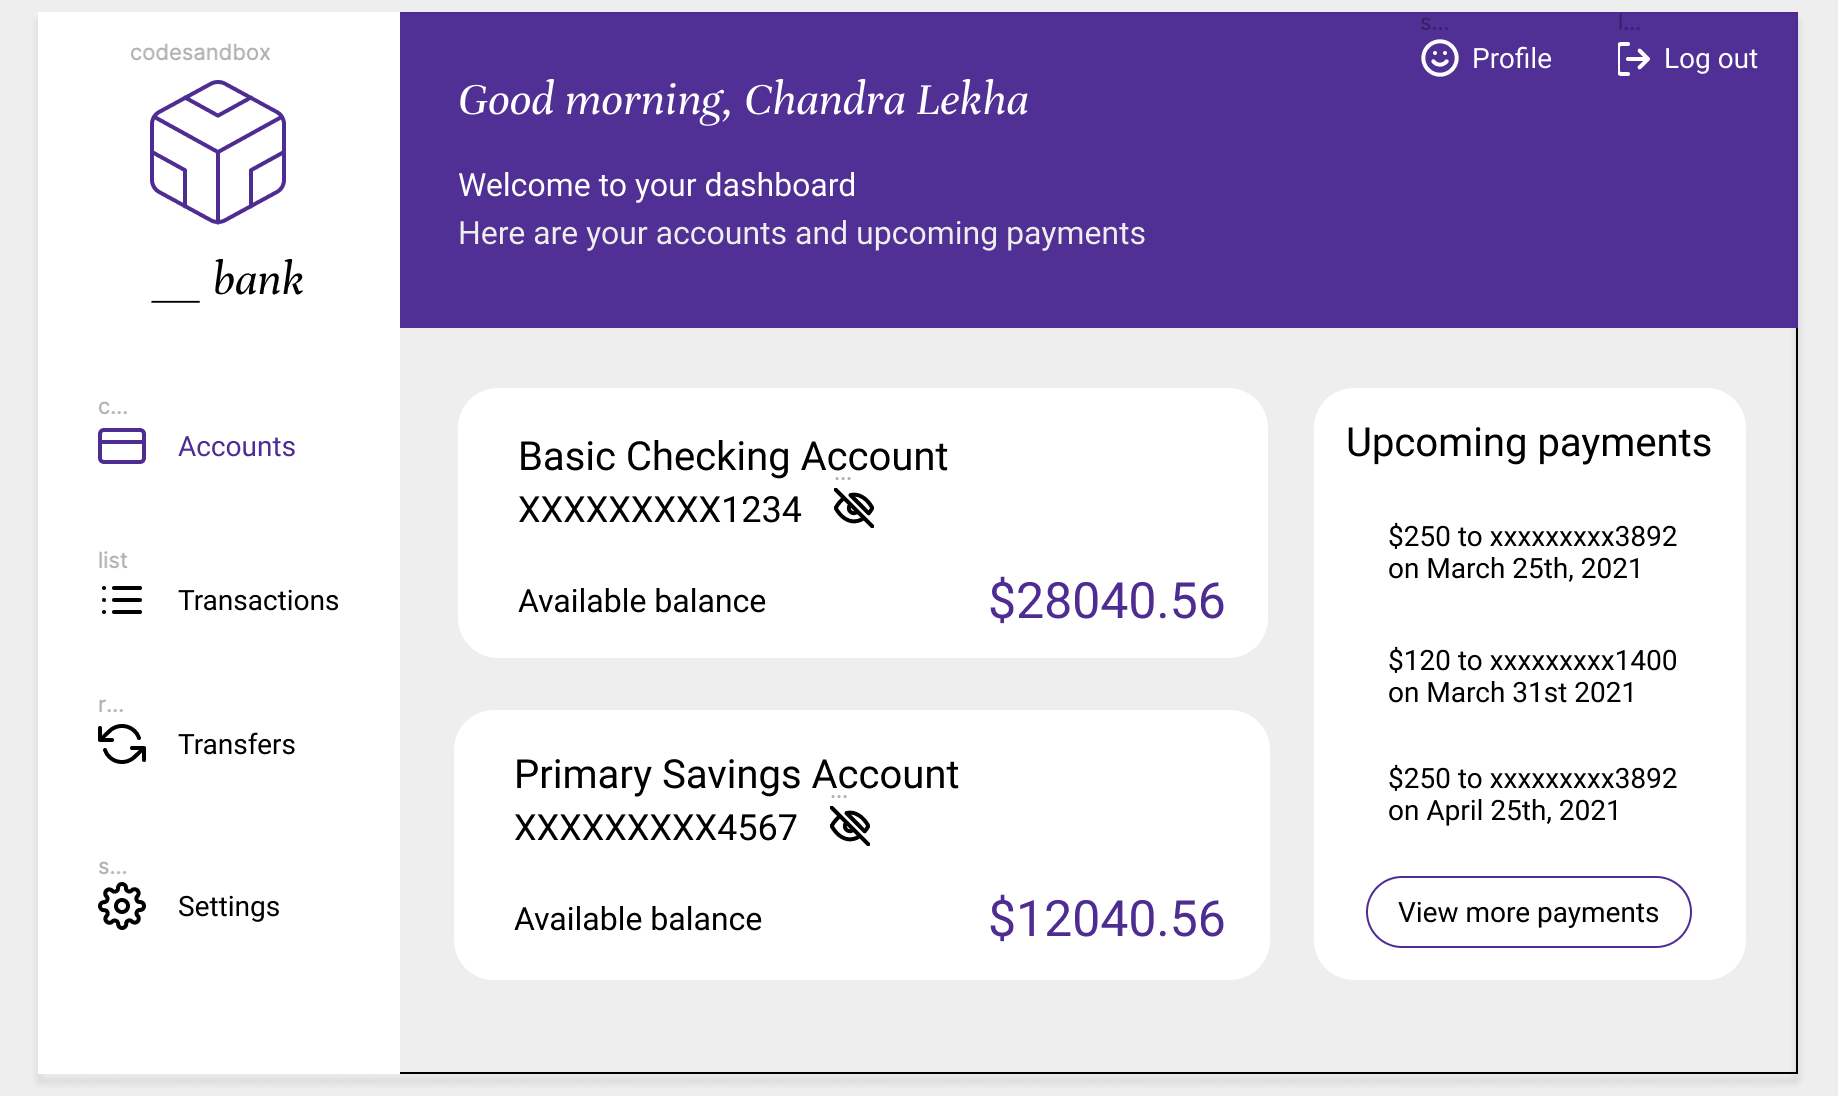 codesandbox
__ bank
c...
Accounts
list
Transactions
r...
Transfers
s...
Settings
s...
Profile
l...
Log out
Good morning, Chandra Lekha
Welcome to your dashboard
Here are your accounts and upcoming payments
Basic Checking Account
...
XXXXXXXXX1234
Available balance
$28040.56
Primary Savings Account
...
XXXXXXXXX4567
Available balance
$12040.56
Upcoming payments
$250 to xxxxxxxxx3892
on March 25th, 2021
$120 to xxxxxxxxx1400
on March 31st 2021
$250 to xxxxxxxxx3892
on April 25th, 2021
View more payments